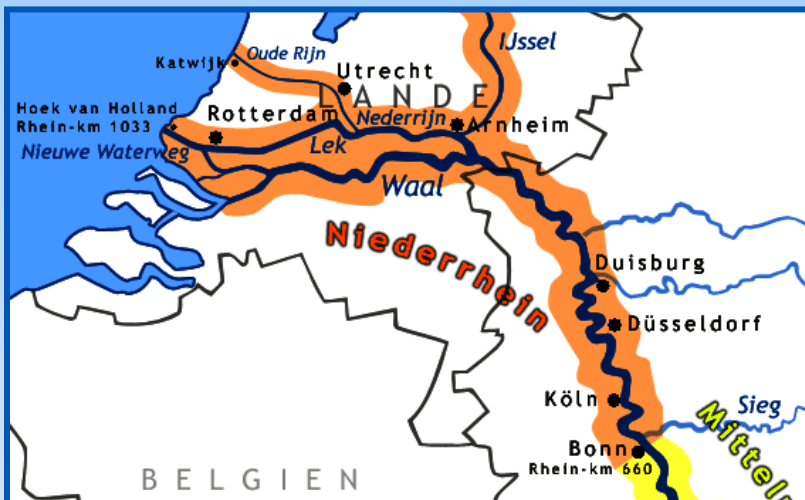 IJssel
Oude Rijn
Katwijk
Utrecht
LANDE
Hoek van Holland
Rhein-km 1033
Rotterdam
Nederrijn
Arnheim
Nieuwe Waterweg
Lek
Waal
Niederrhein
Duisburg
Düsseldorf
Köln
Sieg
Mittelr
Bonn
Rhein-km 660
BELGIEN